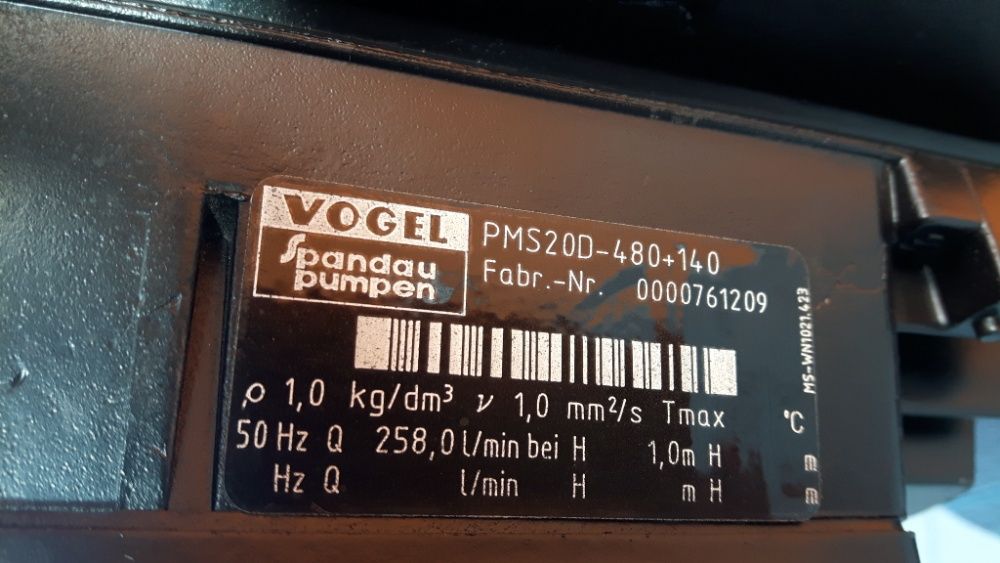 VOGEL
Spandau
pumpen
PMS20D-480+140
Fabr.-Nr. 0000761209
MS-WN1021.423
ρ 1,0 kg/dm³ ν 1,0 mm²/s Tmax °C
50 Hz Q 258,0 l/min bei H 1,0m H m
Hz Q l/min H m H m